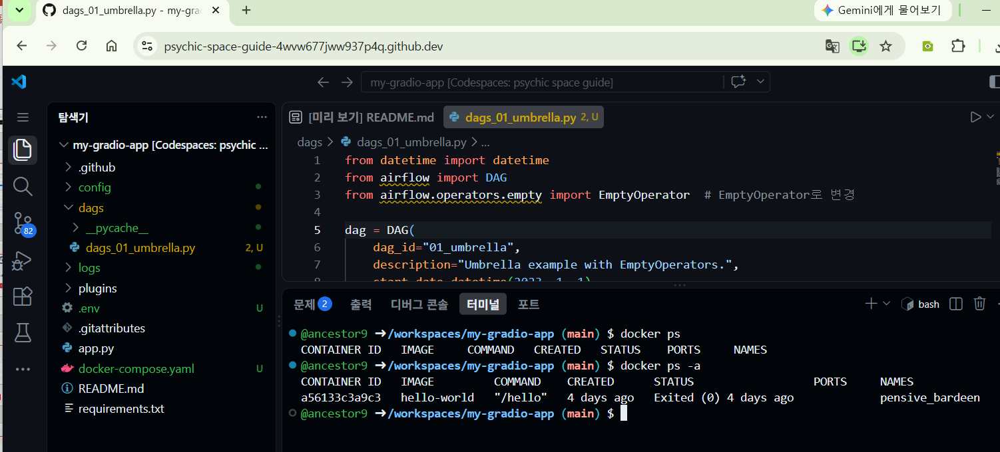 dags_01_umbrella.py - my-gra
Gemini에게 물어보기
psychic-space-guide-4wvw677jww937p4q.github.dev
my-gradio-app [Codespaces: psychic space guide]
탐색기
my-gradio-app [Codespaces: psychic ...
.github
config
dags
__pycache__
dags_01_umbrella.py 2, U
logs
plugins
.env U
.gitattributes
app.py
docker-compose.yaml U
README.md
requirements.txt
82
[미리 보기] README.md
dags_01_umbrella.py 2, U
dags > dags_01_umbrella.py > ...
1 from datetime import datetime
2 from airflow import DAG
3 from airflow.operators.empty import EmptyOperator # EmptyOperator로 변경
4
5 dag = DAG(
6 dag_id="01_umbrella",
7 description="Umbrella example with EmptyOperators.",
8 start_date=datetime(2023, 1, 1)
문제 2 출력 디버그 콘솔 터미널 포트
bash
@ancestor9 ➜/workspaces/my-gradio-app (main) $ docker ps
CONTAINER ID IMAGE COMMAND CREATED STATUS PORTS NAMES
@ancestor9 ➜/workspaces/my-gradio-app (main) $ docker ps -a
CONTAINER ID IMAGE COMMAND CREATED STATUS PORTS NAMES
a56133c3a9c3 hello-world "/hello" 4 days ago Exited (0) 4 days ago pensive_bardeen
@ancestor9 ➜/workspaces/my-gradio-app (main) $